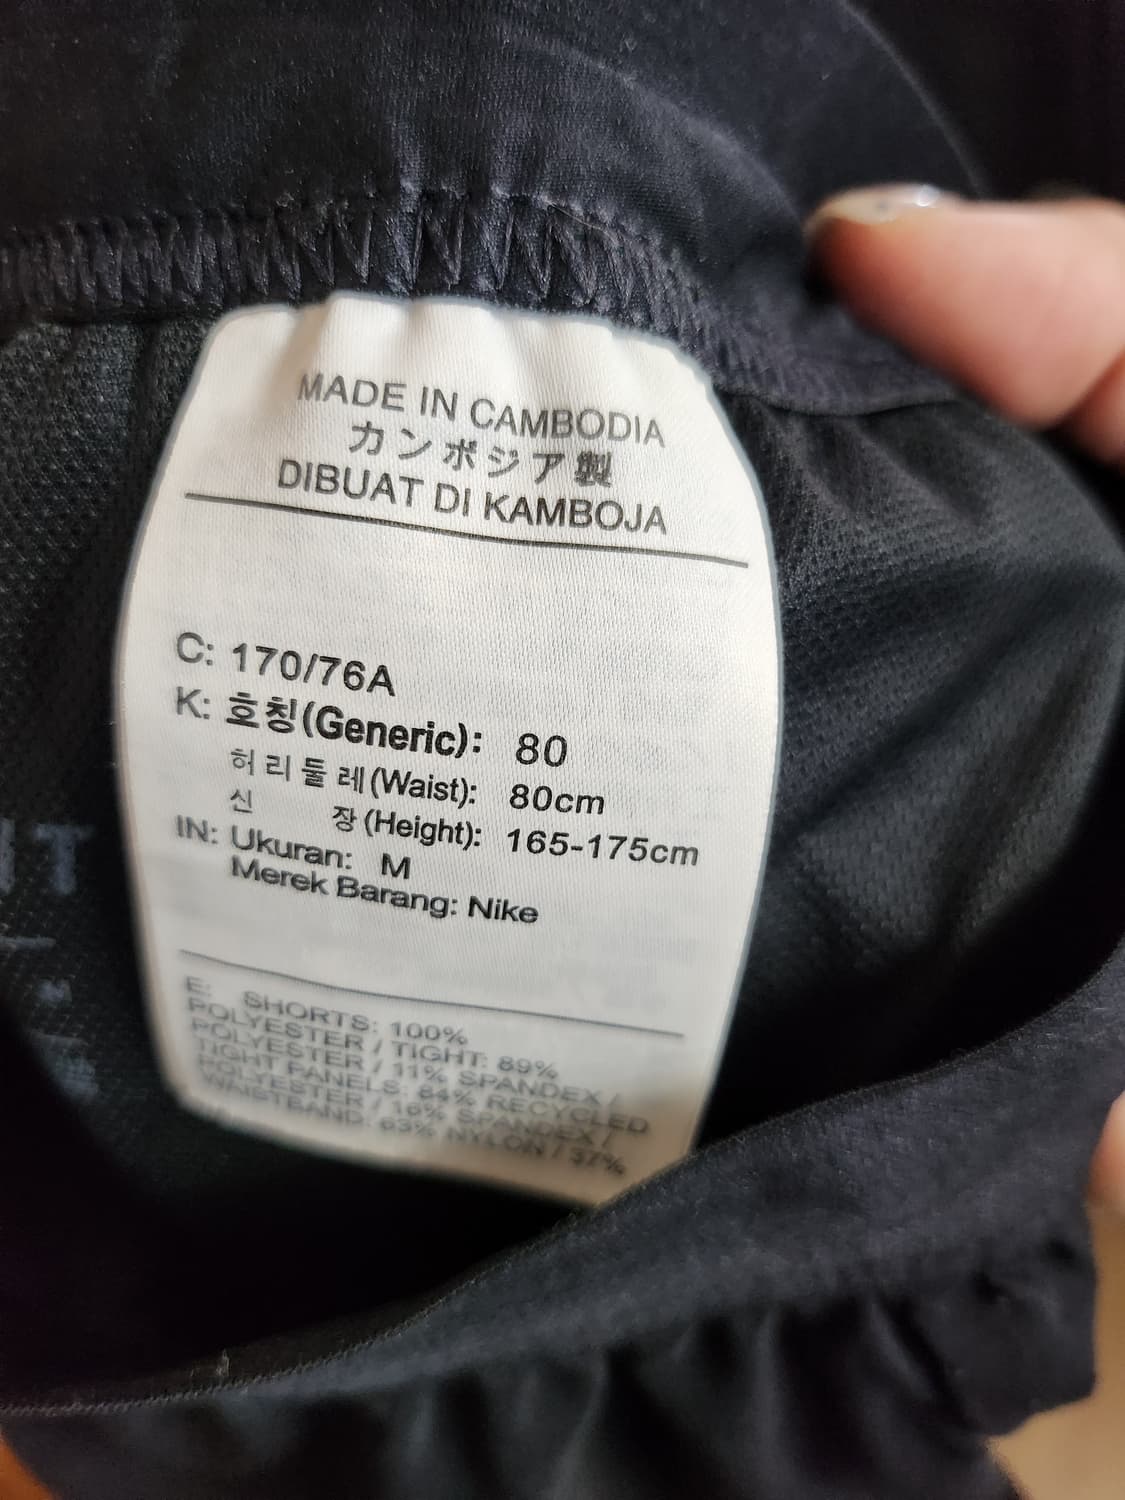 MADE IN CAMBODIA
カンボジア製
DIBUAT DI KAMBOJA
C: 170/76A
K: 호칭(Generic): 80
허리둘레(Waist): 80cm
신 장(Height): 165-175cm
IN: Ukuran: M
Merek Barang: Nike
E: SHORTS: 100%
POLYESTER / TIGHT: 89%
POLYESTER / 11% SPANDEX /
TIGHT PANELS: 84% RECYCLED
POLYESTER / 16% SPANDEX /
WAISTBAND: 63% NYLON / 37%